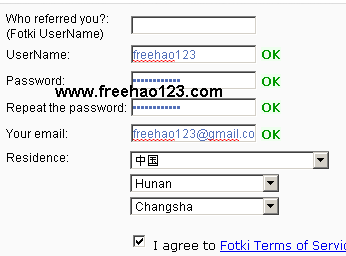 Who referred you?:
(Fotki UserName)
UserName: freehao123 OK
Password: •••••••••••• OK
www.freehao123.com
Repeat the password: •••••••••••• OK
Your email: freehao123@gmail.co OK
Residence: 中国
Hunan
Changsha
I agree to Fotki Terms of Servic